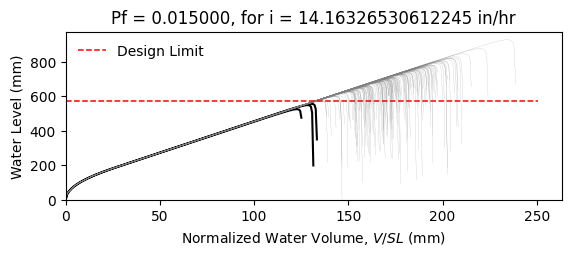 Pf = 0.015000, for i = 14.16326530612245 in/hr
Design Limit
Water Level (mm)
800
600
400
200
0
0 50 100 150 200 250
Normalized Water Volume, V/SL (mm)